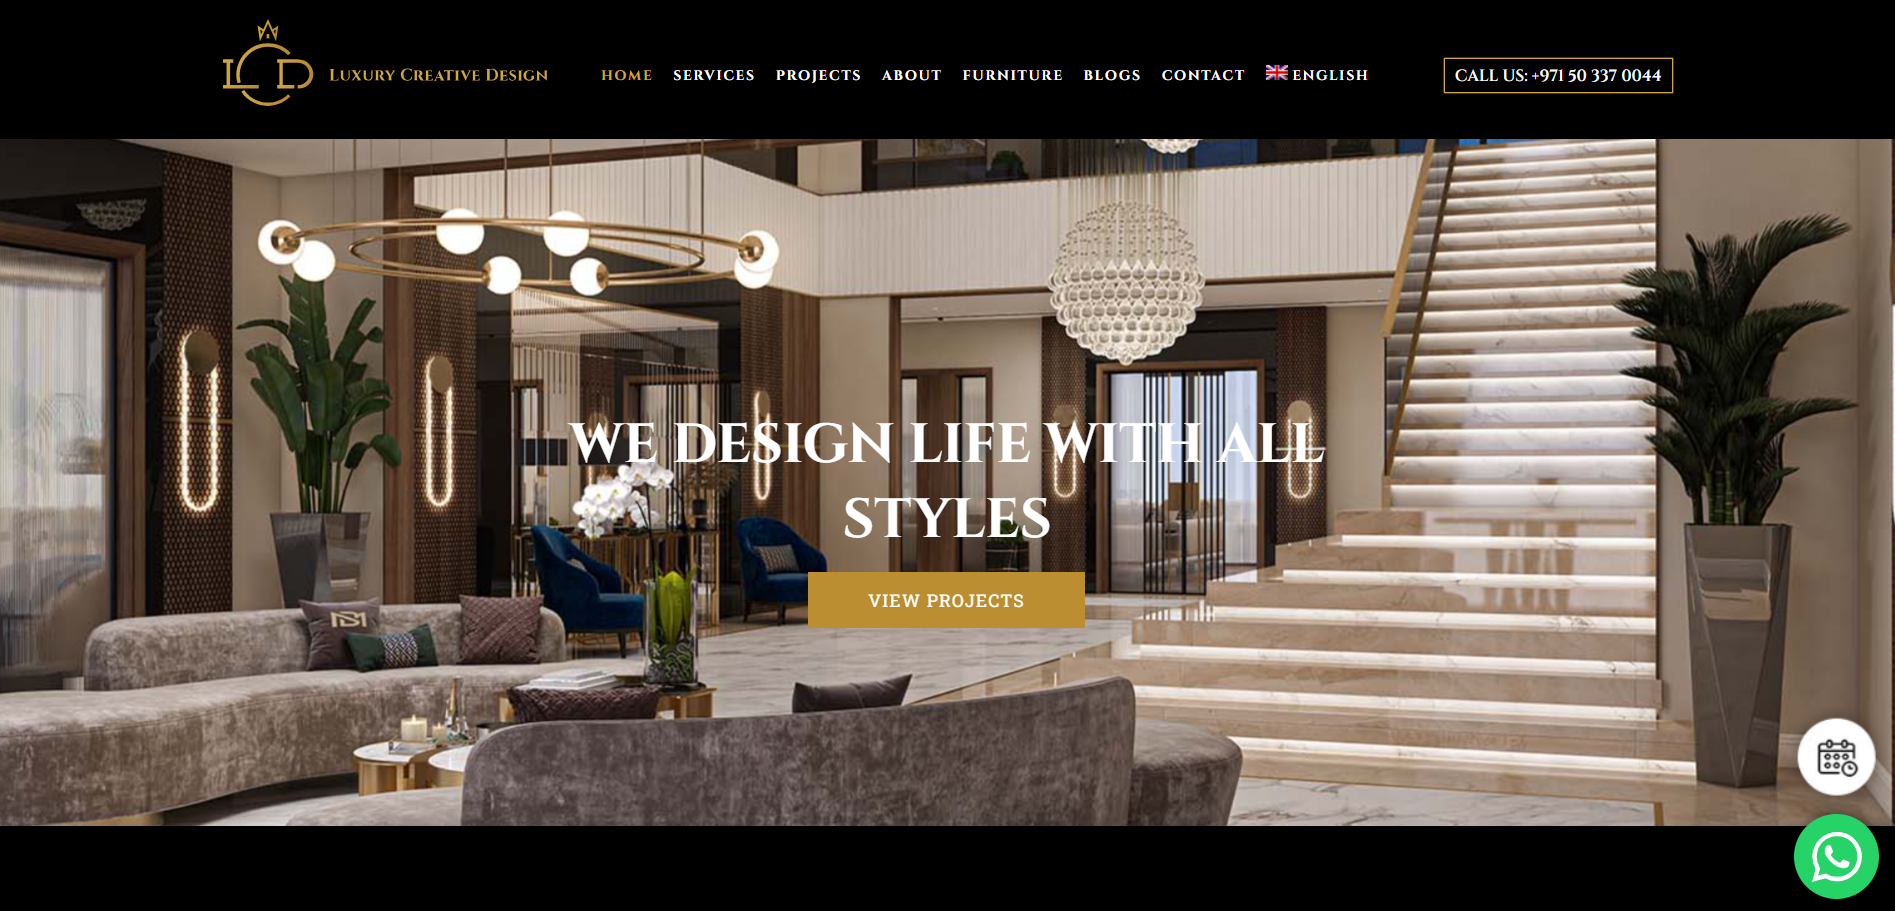 LCD
LUXURY CREATIVE DESIGN
HOME SERVICES PROJECTS ABOUT FURNITURE BLOGS CONTACT ENGLISH
CALL US: +971 50 337 0044
WE DESIGN LIFE WITH ALL
STYLES
VIEW PROJECTS